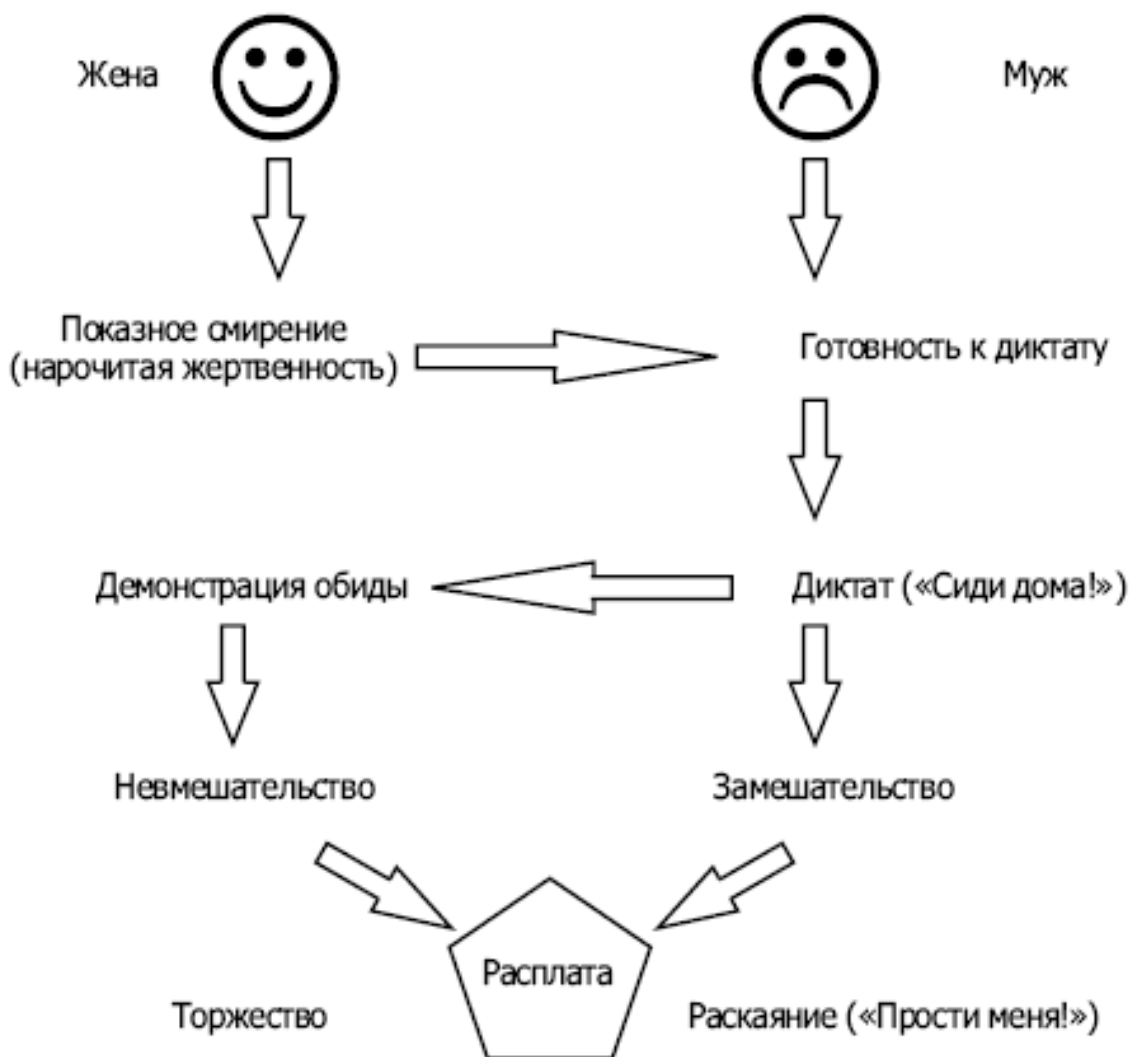 Жена
Муж
Показное смирение
(нарочитая жертвенность)
Готовность к диктату
Демонстрация обиды
Диктат («Сиди дома!»)
Невмешательство
Замешательство
Расплата
Торжество
Раскаяние («Прости меня!»)